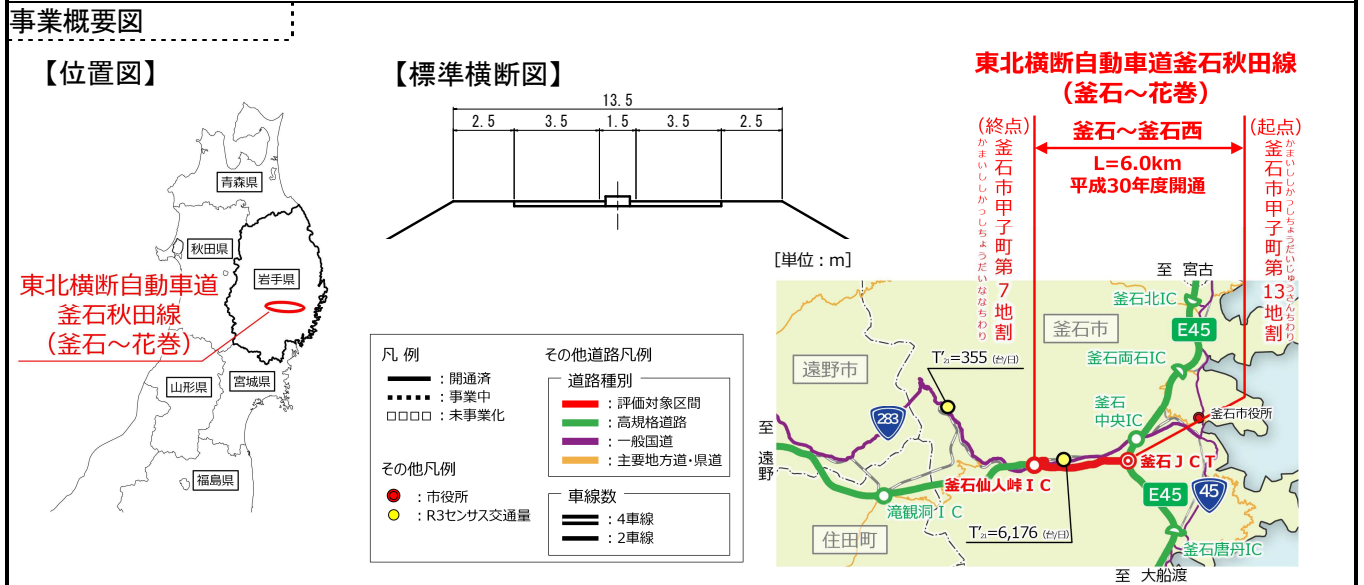 事業概要図
【位置図】
青森県
秋田県
岩手県
東北横断自動車道
釜石秋田線
(釜石～花巻)
山形県
宮城県
福島県
【標準横断図】
13.5
2.5 3.5 1.5 3.5 2.5
[単位：m]
凡 例
：開通済
：事業中
：未事業化
その他凡例
：市役所
：R3センサス交通量
その他道路凡例
道路種別
：評価対象区間
：高規格道路
：一般国道
：主要地方道・県道
車線数
：4車線
：2車線
東北横断自動車道釜石秋田線
(釜石～花巻)
(終点)
釜石市甲子町第7地割
かまいししかっしちょうだいななちわり
釜石～釜石西
L=6.0km
平成30年度開通
(起点)
釜石市甲子町第13地割
かまいししかっしちょうだいじゅうさんちわり
至 宮古
釜石北IC
E45
釜石市
釜石両石IC
T'₂₁=355 (台/日)
遠野市
283
釜石
中央IC
釜石市役所
至 遠野
釜石仙人峠IC
釜石JCT
滝観洞IC
E45
45
T'₂₁=6,176 (台/日)
住田町
釜石唐丹IC
至 大船渡